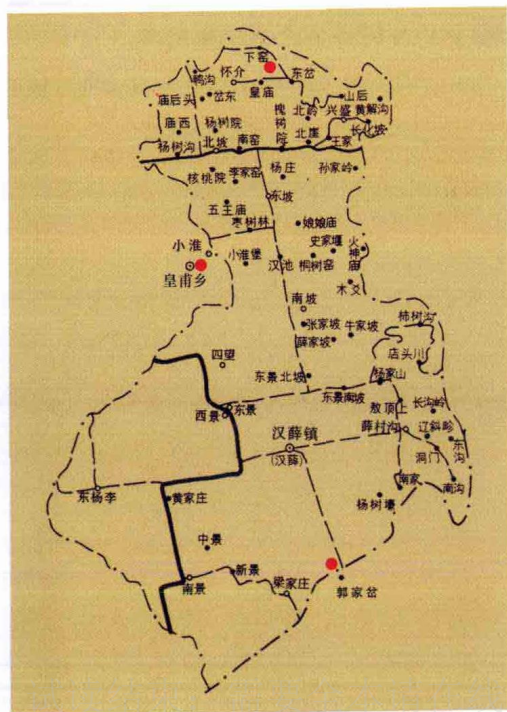 下窑
鸭沟
怀介
东岔
皇庙
庙后头
岔东
山后
北岭
兴盛
黄解沟
槐树院
庙西
杨树院
长化坡
杨树沟
北坡
南窑
北崖
王家
核桃院
李家窑
杨庄
孙家岭
五王庙
东坡
枣树林
娘娘庙
小淮
小淮堡
史家堰
火神庙
汉池
桐树窑
皇甫乡
木爻
南坡
柿树沟
张家坡
牛家坡
薛家坡
店头川
四望
东景北坡
杨家山
东景
东景南坡
敖顶上
长沟岭
西景
汉薛镇
薛村沟
辽斜畛
(汉薛)
东沟
洞门
东杨李
黄家庄
南家
南沟
杨树壕
中景
新景
南景
梁家庄
郭家岔